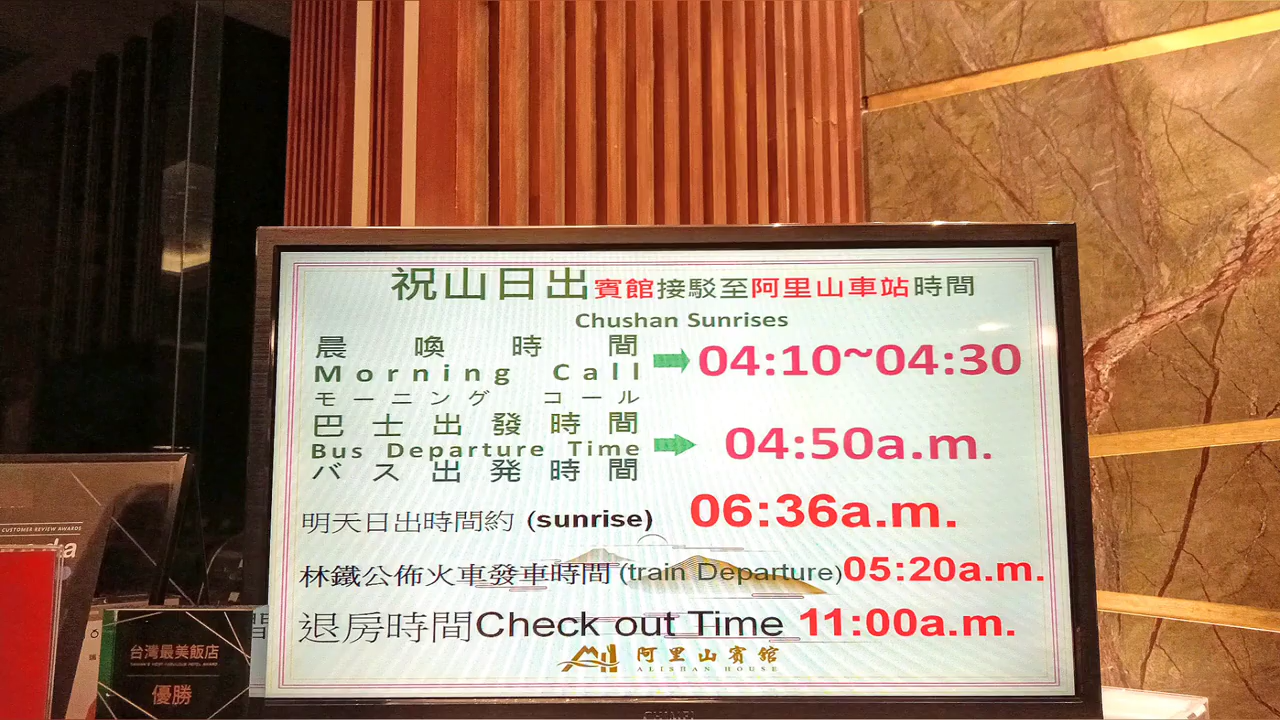 祝山日出賓館接駁至阿里山車站時間
Chushan Sunrises
晨喚時間
Morning Call
モーニング コール
04:10~04:30
巴士出發時間
Bus Departure Time
バス出発時間
04:50a.m.
明天日出時間約 (sunrise) 06:36a.m.
林鐵公佈火車發車時間(train Departure)05:20a.m.
退房時間Check out Time 11:00a.m.
阿里山賓館
ALISHAN HOUSE
CUSTOMER REVIEW AWARDS
台灣最美飯店
優勝